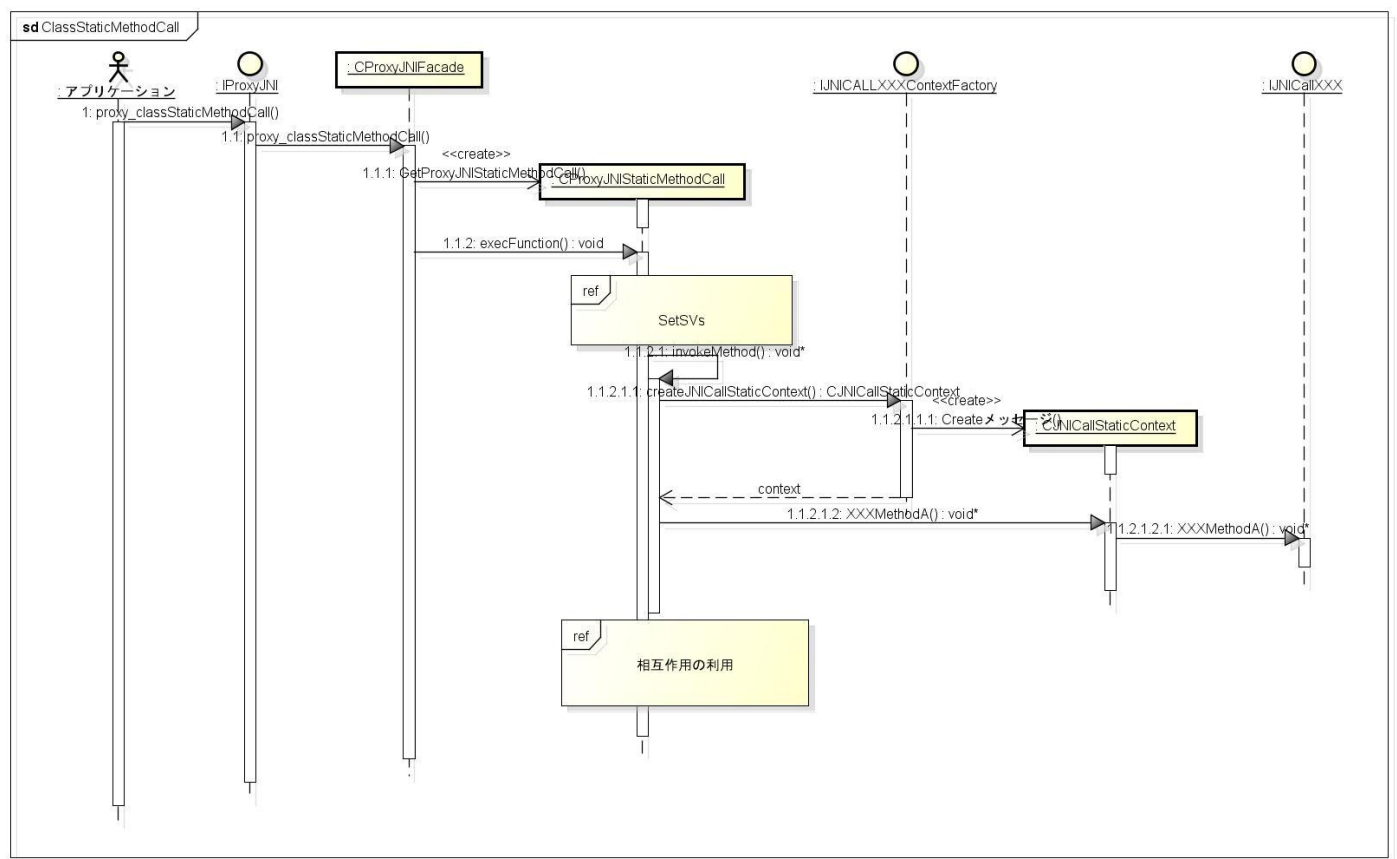 sd ClassStaticMethodCall
: アプリケーション
: IProxyJNI
: CProxyJNIFacade
: IJNICALLXXXContextFactory
: IJNICallXXX
1: proxy_classStaticMethodCall()
1.1: proxy_classStaticMethodCall()
<<create>>
1.1.1: GetProxyJNIStaticMethodCall()
: CProxyJNIStaticMethodCall
1.1.2: execFunction() : void
ref
SetSVs
1.1.2.1: invokeMethod() : void*
1.1.2.1.1: createJNICallStaticContext() : CJNICallStaticContext
<<create>>
1.1.2.1.1.1: Createメッセージ()
: CJNICallStaticContext
context
1.1.2.1.2: XXXMethodA() : void*
1.1.2.1.2.1: XXXMethodA() : void*
ref
相互作用の利用